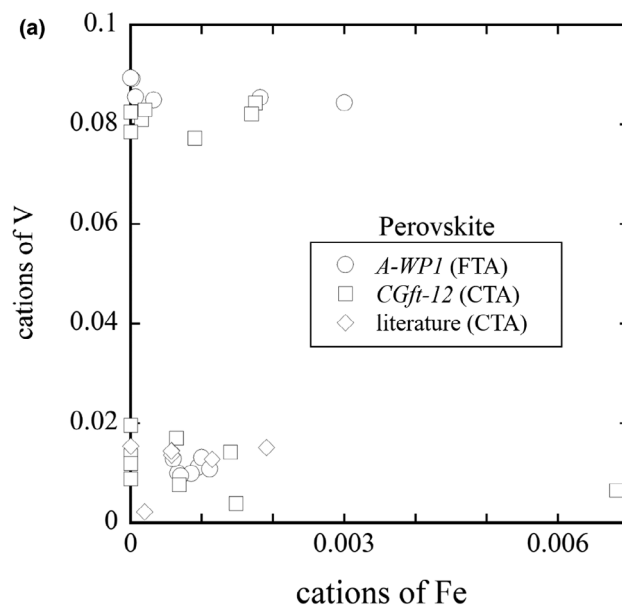 (a)
0.1
0.08
0.06
0.04
0.02
0
cations of V
Perovskite
A-WP1 (FTA)
CGft-12 (CTA)
literature (CTA)
0
0.003
0.006
cations of Fe